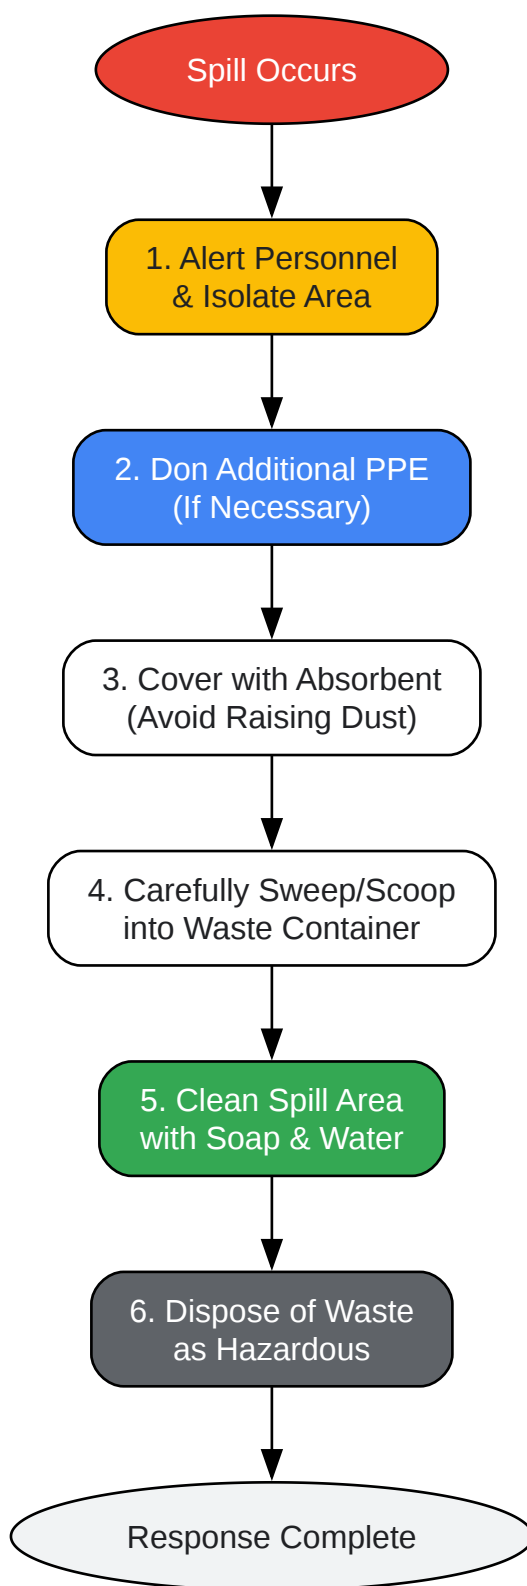 Spill Occurs
1. Alert Personnel
& Isolate Area
2. Don Additional PPE
(If Necessary)
3. Cover with Absorbent
(Avoid Raising Dust)
4. Carefully Sweep/Scoop
into Waste Container
5. Clean Spill Area
with Soap & Water
6. Dispose of Waste
as Hazardous
Response Complete